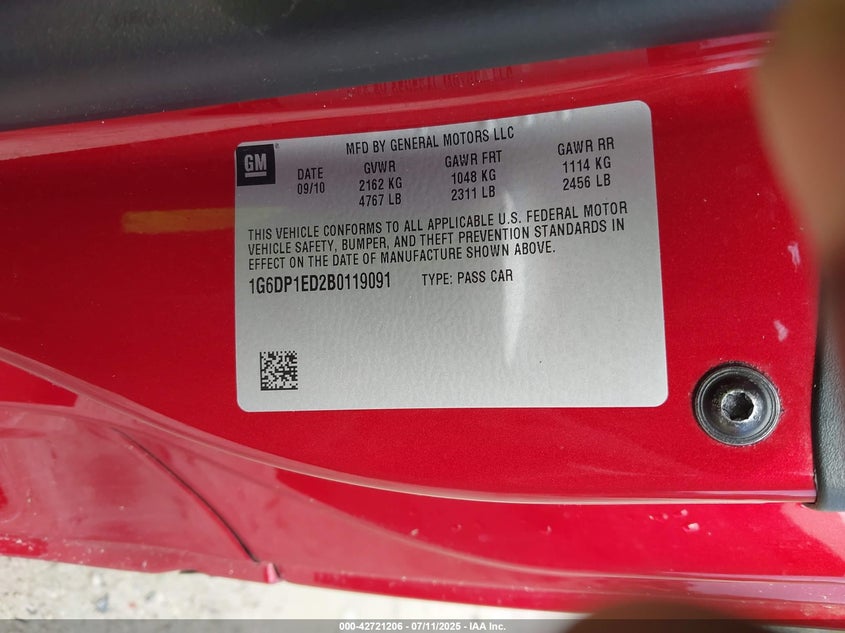 MFD BY GENERAL MOTORS LLC
GM ®
DATE GVWR GAWR FRT GAWR RR
09/10 2162 KG 1048 KG 1114 KG
4767 LB 2311 LB 2456 LB
THIS VEHICLE CONFORMS TO ALL APPLICABLE U.S. FEDERAL MOTOR
VEHICLE SAFETY, BUMPER, AND THEFT PREVENTION STANDARDS IN
EFFECT ON THE DATE OF MANUFACTURE SHOWN ABOVE.
1G6DP1ED2B0119091 TYPE: PASS CAR
000-42721206 - 07/11/2025 - IAA Inc.